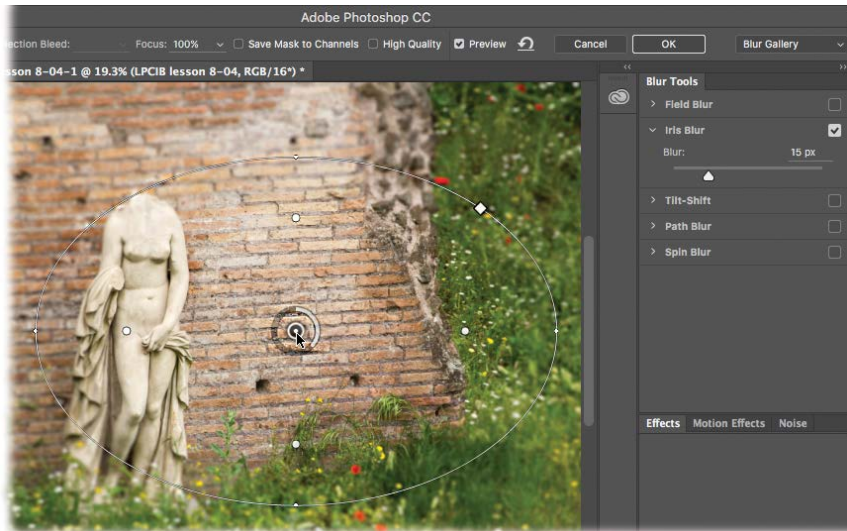 Adobe Photoshop CC
Bleed: Focus: 100% Save Mask to Channels High Quality Preview Cancel OK Blur Gallery
8-04-1 @ 19.3% (LPCIB lesson 8-04, RGB/16*) *
Blur Tools
Field Blur
Iris Blur
Blur: 15 px
Tilt-Shift
Path Blur
Spin Blur
Effects Motion Effects Noise